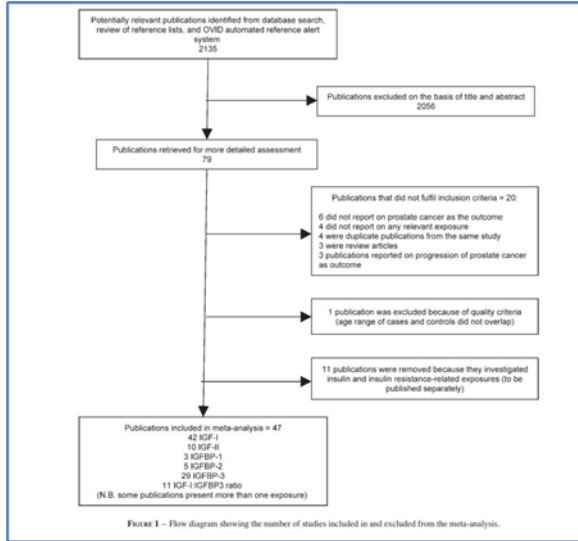 Potentially relevant publications identified from database search,
review of reference lists, and OVID automated reference alert
system
2135
Publications excluded on the basis of title and abstract
2056
Publications retrieved for more detailed assessment
79
Publications that did not fulfil inclusion criteria = 20:
6 did not report on prostate cancer as the outcome
4 did not report on any relevant exposure
4 were duplicate publications from the same study
3 were review articles
3 publications reported on progression of prostate cancer
as outcome
1 publication was excluded because of quality criteria
(age range of cases and controls did not overlap)
11 publications were removed because they investigated
insulin and insulin resistance-related exposures (to be
published separately)
Publications included in meta-analysis = 47
42 IGF-I
10 IGF-II
3 IGFBP-1
5 IGFBP-2
29 IGFBP-3
11 IGF-I:IGFBP3 ratio
(N.B. some publications present more than one exposure)
FIGURE 1 – Flow diagram showing the number of studies included in and excluded from the meta-analysis.